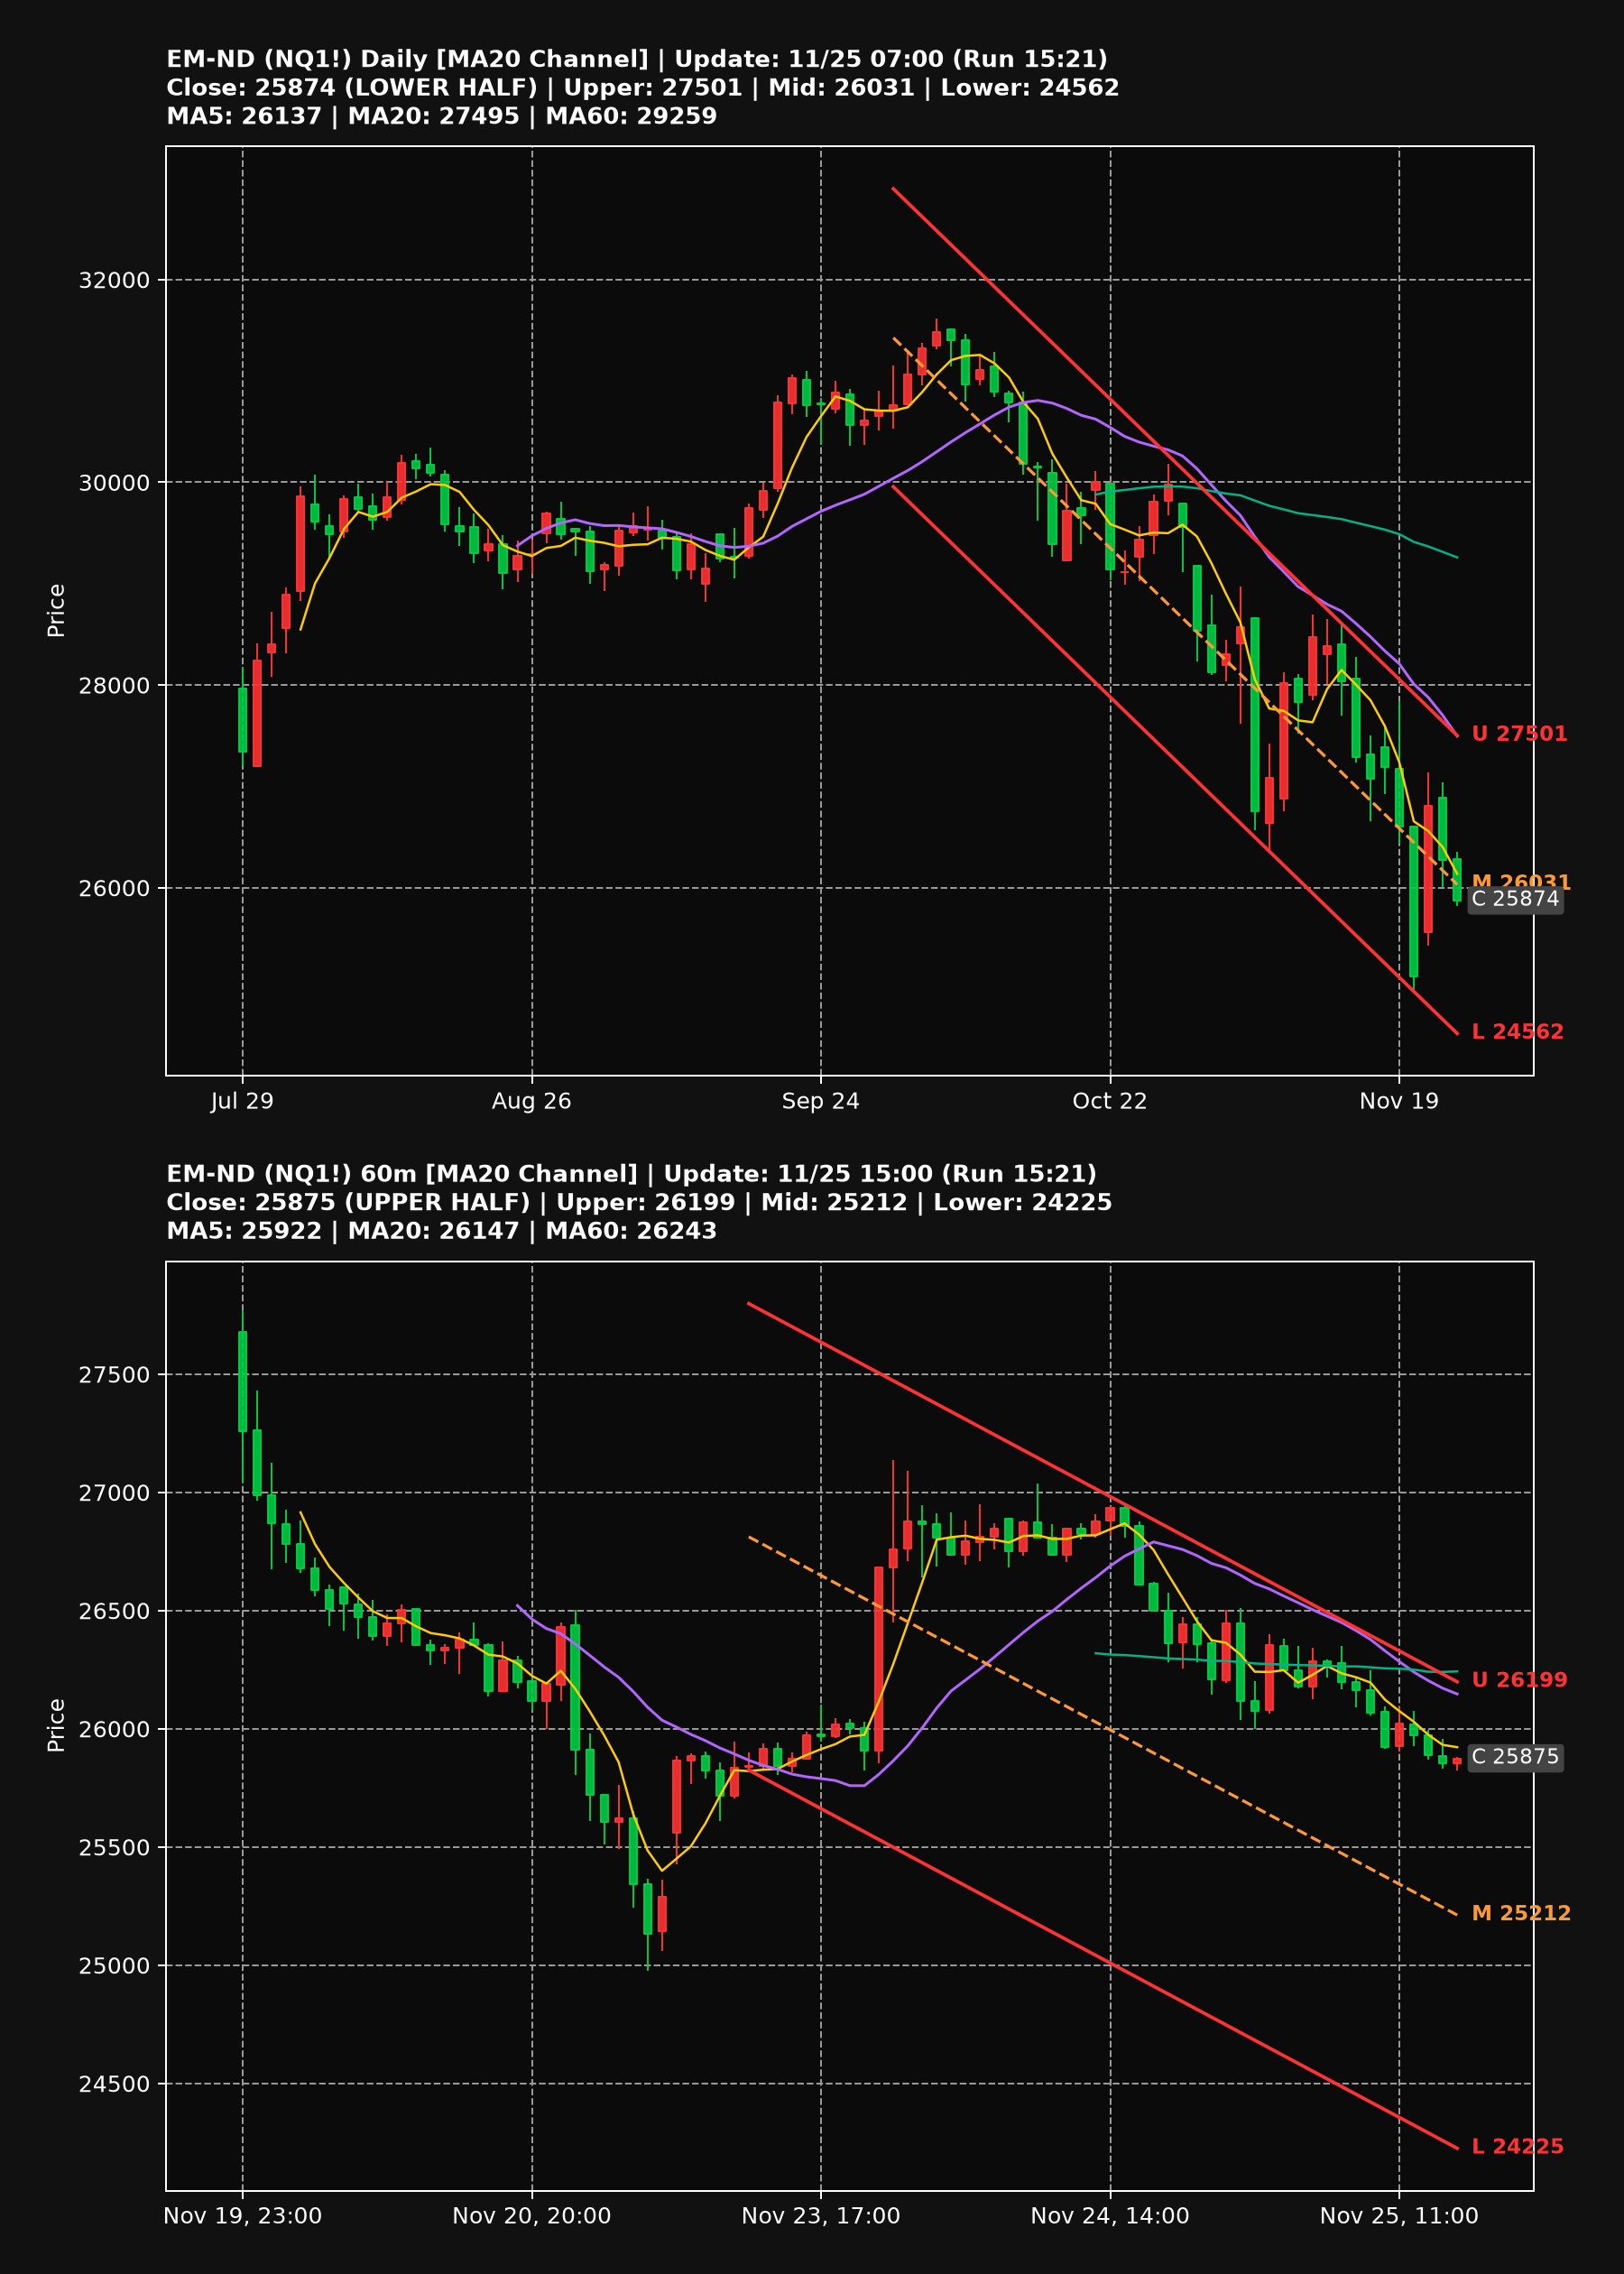 EM-ND (NQ1!) Daily [MA20 Channel] | Update: 11/25 07:00 (Run 15:21)
Close: 25874 (LOWER HALF) | Upper: 27501 | Mid: 26031 | Lower: 24562
MA5: 26137 | MA20: 27495 | MA60: 29259
32000
30000
28000
26000
Price
U 27501
M 26031
C 25874
L 24562
Jul 29
Aug 26
Sep 24
Oct 22
Nov 19
EM-ND (NQ1!) 60m [MA20 Channel] | Update: 11/25 15:00 (Run 15:21)
Close: 25875 (UPPER HALF) | Upper: 26199 | Mid: 25212 | Lower: 24225
MA5: 25922 | MA20: 26147 | MA60: 26243
27500
27000
26500
26000
25500
25000
24500
Price
U 26199
C 25875
M 25212
L 24225
Nov 19, 23:00
Nov 20, 20:00
Nov 23, 17:00
Nov 24, 14:00
Nov 25, 11:00